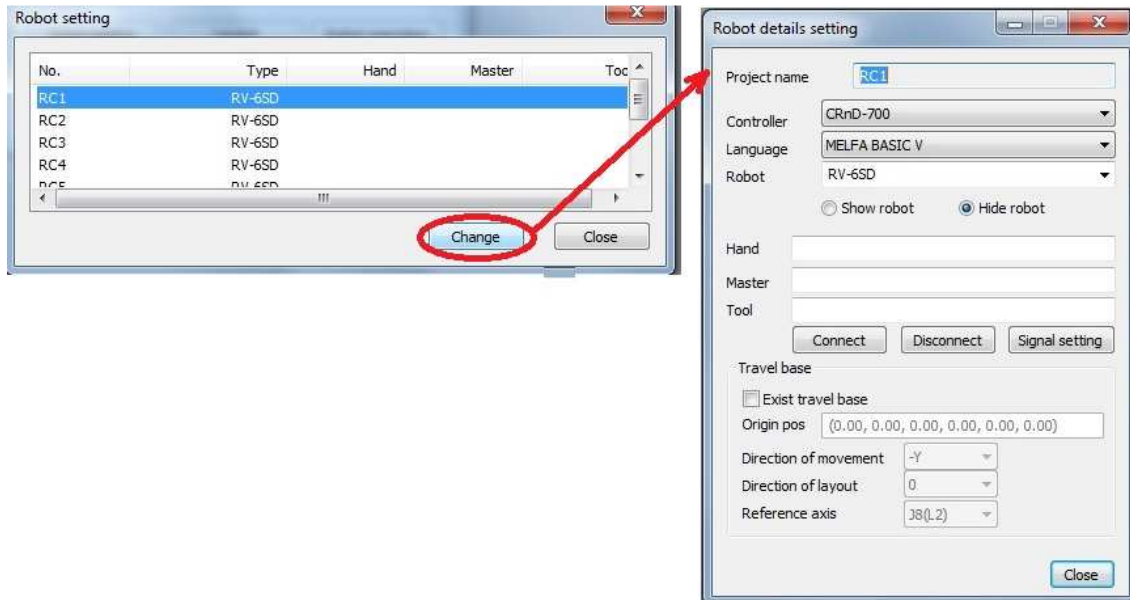 Robot setting
No. Type Hand Master Toc
RC1 RV-6SD
RC2 RV-6SD
RC3 RV-6SD
RC4 RV-6SD
RC5 RV-6SD
Change Close
Robot details setting
Project name RC1
Controller CRnD-700
Language MELFA BASIC V
Robot RV-6SD
Show robot Hide robot
Hand
Master
Tool
Connect Disconnect Signal setting
Travel base
Exist travel base
Origin pos (0.00, 0.00, 0.00, 0.00, 0.00, 0.00)
Direction of movement -Y
Direction of layout 0
Reference axis J8(L2)
Close